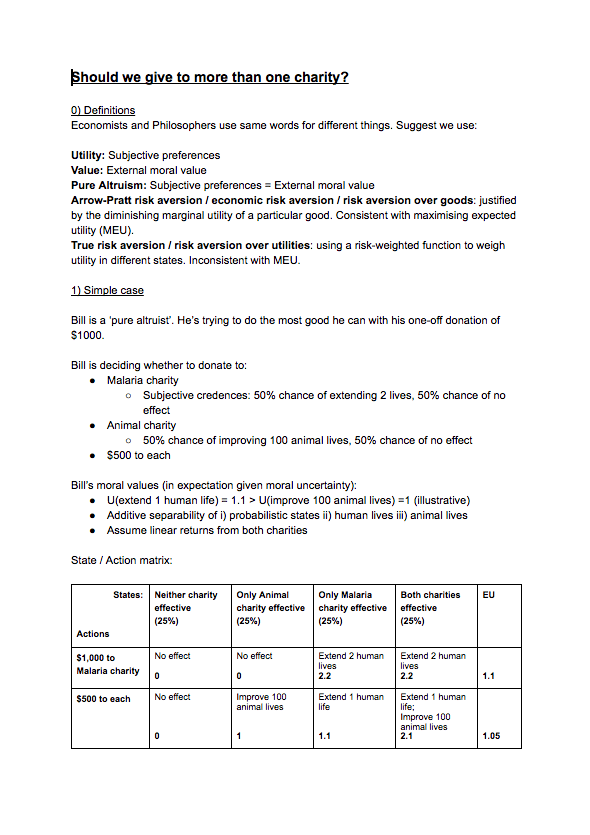 Should we give to more than one charity?
0) Definitions
Economists and Philosophers use same words for different things. Suggest we use:
Utility: Subjective preferences
Value: External moral value
Pure Altruism: Subjective preferences = External moral value
Arrow-Pratt risk aversion / economic risk aversion / risk aversion over goods: justified
by the diminishing marginal utility of a particular good. Consistent with maximising expected
utility (MEU).
True risk aversion / risk aversion over utilities: using a risk-weighted function to weigh
utility in different states. Inconsistent with MEU.
1) Simple case
Bill is a 'pure altruist'. He's trying to do the most good he can with his one-off donation of
$1000.
Bill is deciding whether to donate to:
● Malaria charity
○ Subjective credences: 50% chance of extending 2 lives, 50% chance of no
effect
● Animal charity
○ 50% chance of improving 100 animal lives, 50% chance of no effect
● $500 to each
Bill's moral values (in expectation given moral uncertainty):
● U(extend 1 human life) = 1.1 > U(improve 100 animal lives) =1 (illustrative)
● Additive separability of i) probabilistic states ii) human lives iii) animal lives
● Assume linear returns from both charities
State / Action matrix:
States: Neither charity Only Animal Only Malaria Both charities EU
effective charity effective charity effective effective
(25%) (25%) (25%) (25%)
Actions
$1,000 to No effect No effect Extend 2 human Extend 2 human
Malaria charity lives lives
0 0 2.2 2.2 1.1
$500 to each No effect Improve 100 Extend 1 human Extend 1 human
animal lives life life;
Improve 100
animal lives
0 1 1.1 2.1 1.05